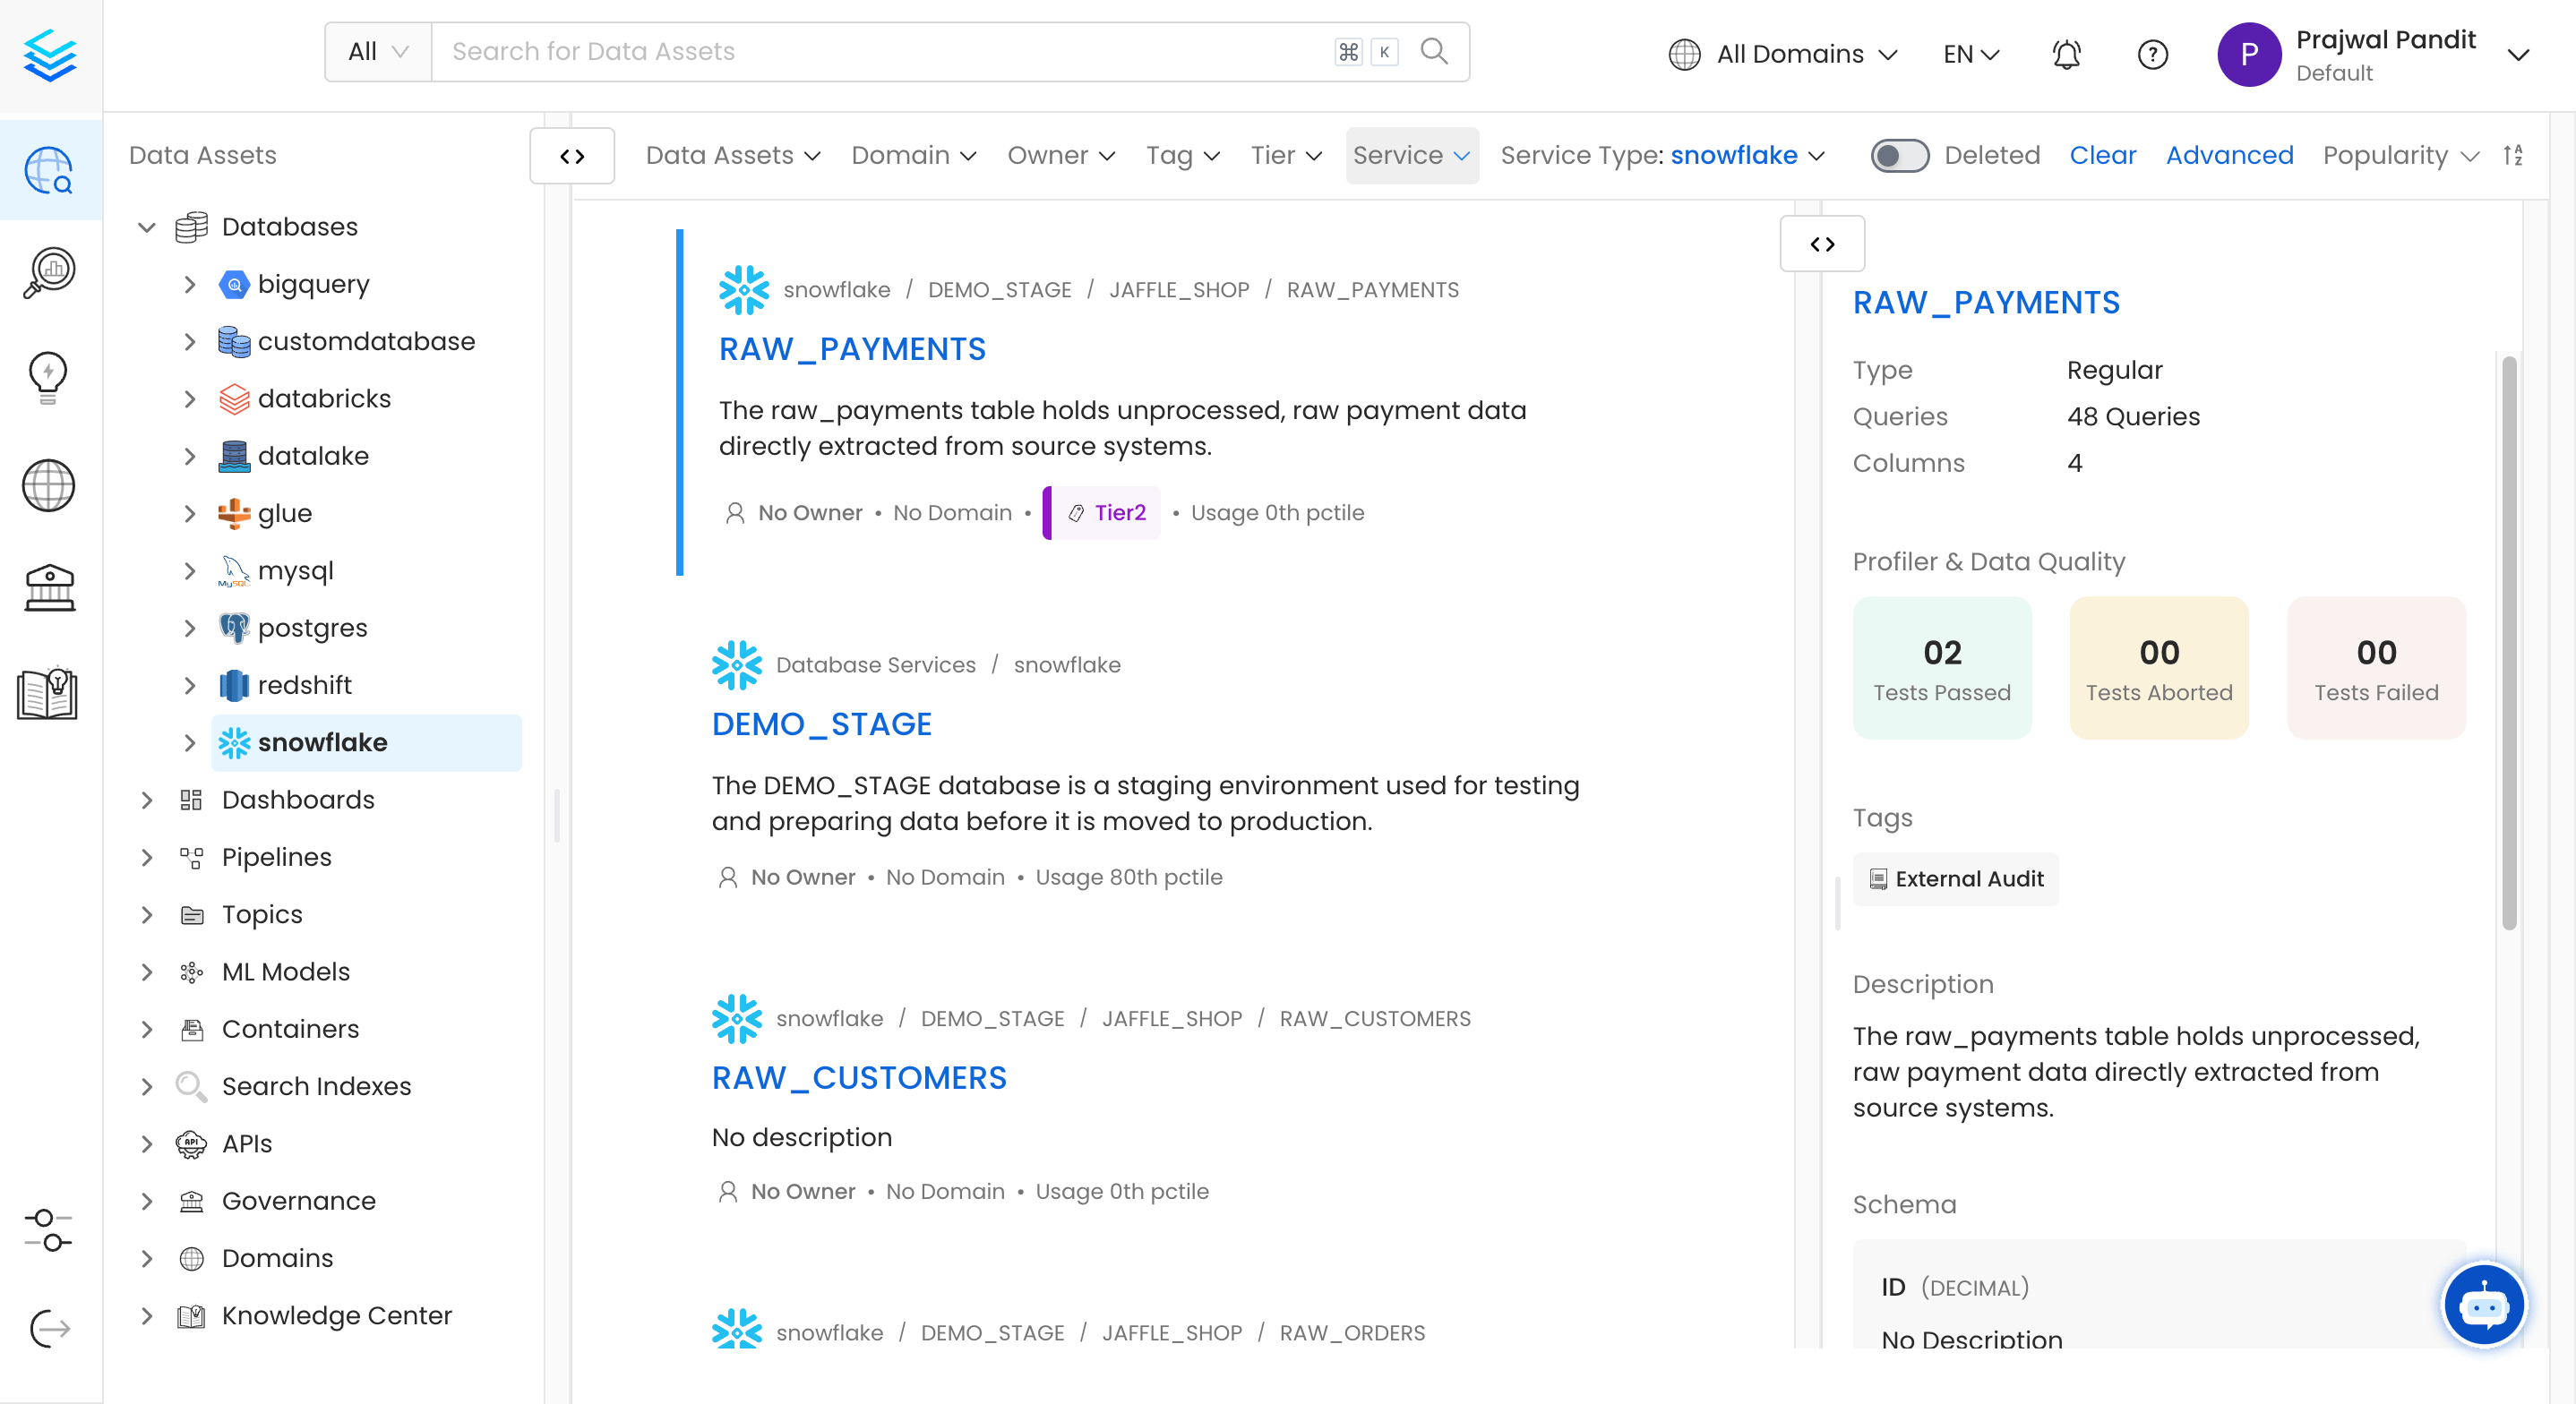 All
Search for Data Assets
⌘ K
All Domains
EN
?
P
Prajwal Pandit
Default
Data Assets
Databases
bigquery
customdatabase
databricks
datalake
glue
MySQL
mysql
postgres
redshift
snowflake
Dashboards
Pipelines
Topics
ML Models
Containers
Search Indexes
API
APIs
Governance
Domains
Knowledge Center
Data Assets
Domain
Owner
Tag
Tier
Service
Service Type: snowflake
Deleted
Clear
Advanced
Popularity
A
Z
snowflake / DEMO_STAGE / JAFFLE_SHOP / RAW_PAYMENTS
RAW_PAYMENTS
The raw_payments table holds unprocessed, raw payment data
directly extracted from source systems.
No Owner • No Domain • Tier2 • Usage 0th pctile
Database Services / snowflake
DEMO_STAGE
The DEMO_STAGE database is a staging environment used for testing
and preparing data before it is moved to production.
No Owner • No Domain • Usage 80th pctile
snowflake / DEMO_STAGE / JAFFLE_SHOP / RAW_CUSTOMERS
RAW_CUSTOMERS
No description
No Owner • No Domain • Usage 0th pctile
snowflake / DEMO_STAGE / JAFFLE_SHOP / RAW_ORDERS
RAW_PAYMENTS
Type Regular
Queries 48 Queries
Columns 4
Profiler & Data Quality
02
Tests Passed
00
Tests Aborted
00
Tests Failed
Tags
External Audit
Description
The raw_payments table holds unprocessed,
raw payment data directly extracted from
source systems.
Schema
ID (DECIMAL)
No Description